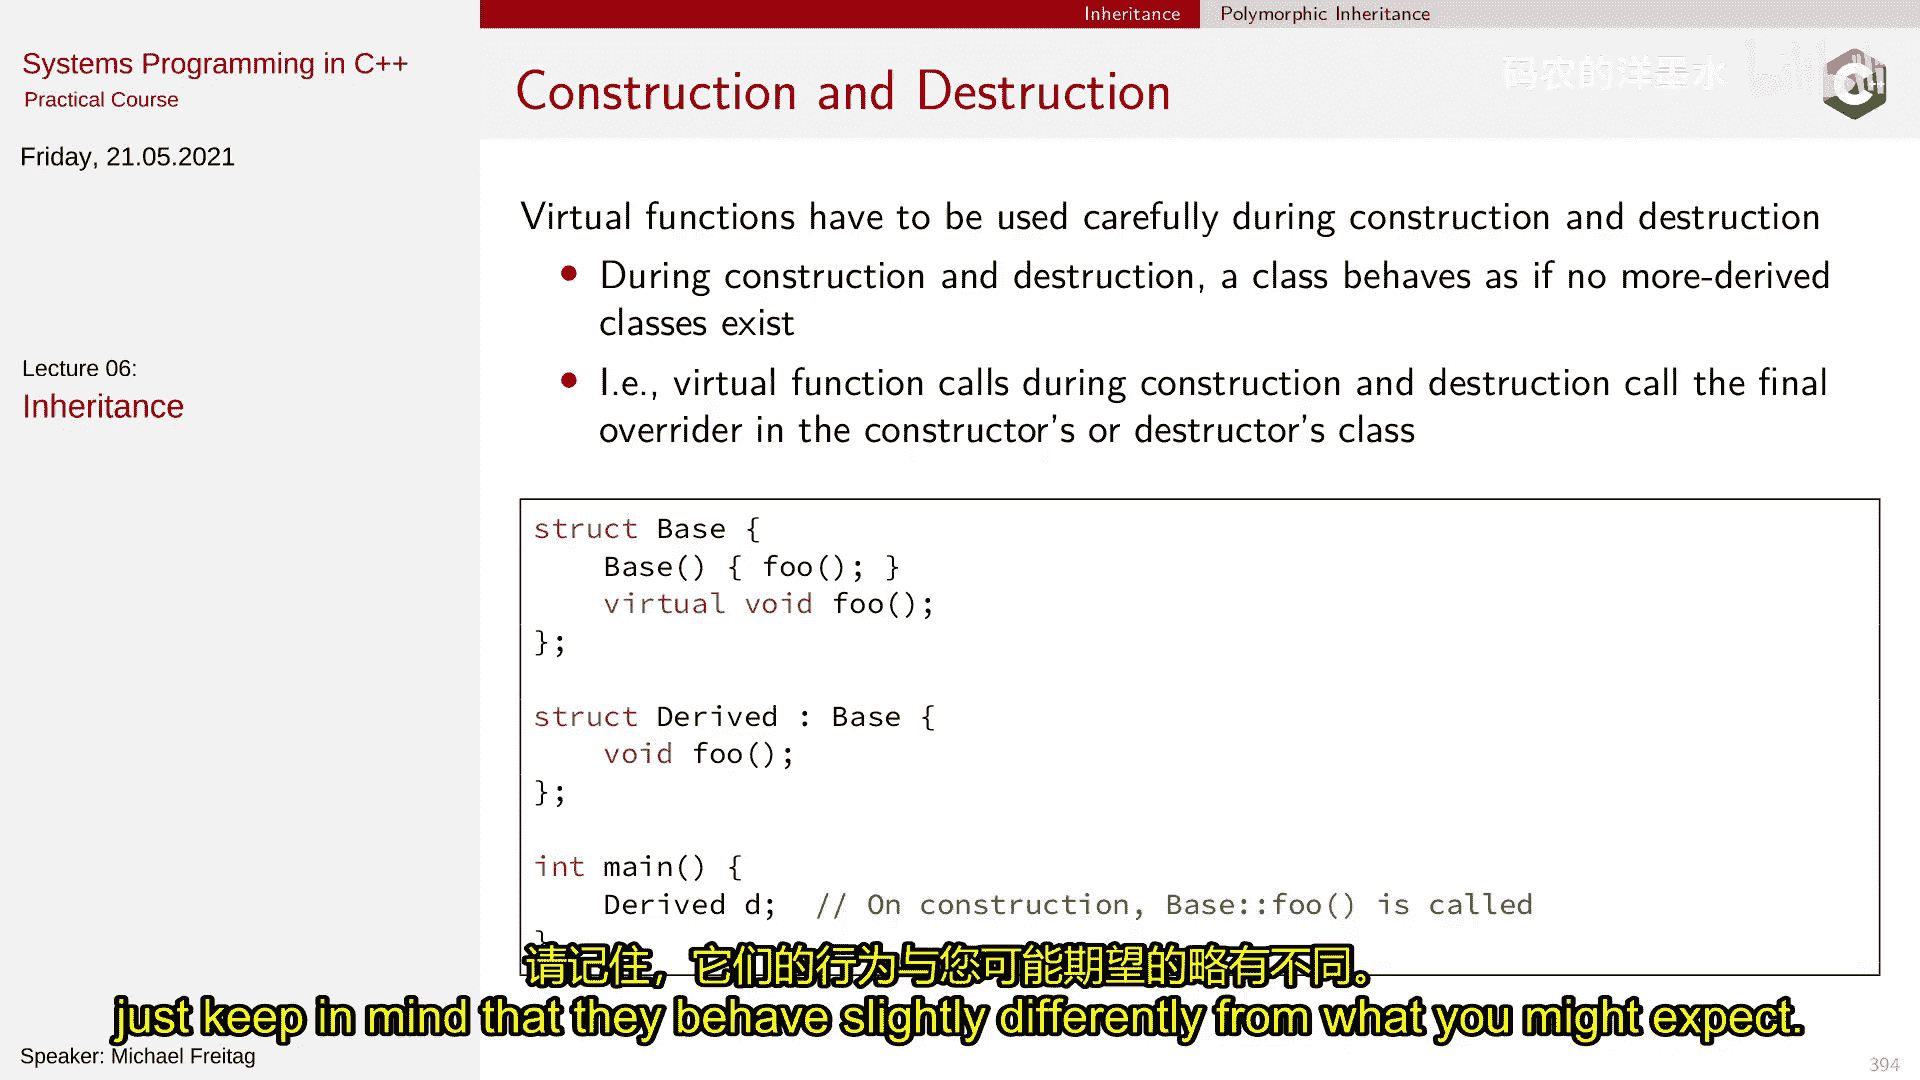 Inheritance
Polymorphic Inheritance
Systems Programming in C++
Practical Course
Friday, 21.05.2021
Lecture 06:
Inheritance
Construction and Destruction
码农的洋墨水
Virtual functions have to be used carefully during construction and destruction
• During construction and destruction, a class behaves as if no more-derived
classes exist
• I.e., virtual function calls during construction and destruction call the final
overrider in the constructor's or destructor's class
struct Base {
    Base() { foo(); }
    virtual void foo();
};
struct Derived : Base {
    void foo();
};
int main() {
    Derived d;  // On construction, Base::foo() is called
}
请记住，它们的行为与您可能期望的略有不同。
just keep in mind that they behave slightly differently from what you might expect.
Speaker: Michael Freitag
394